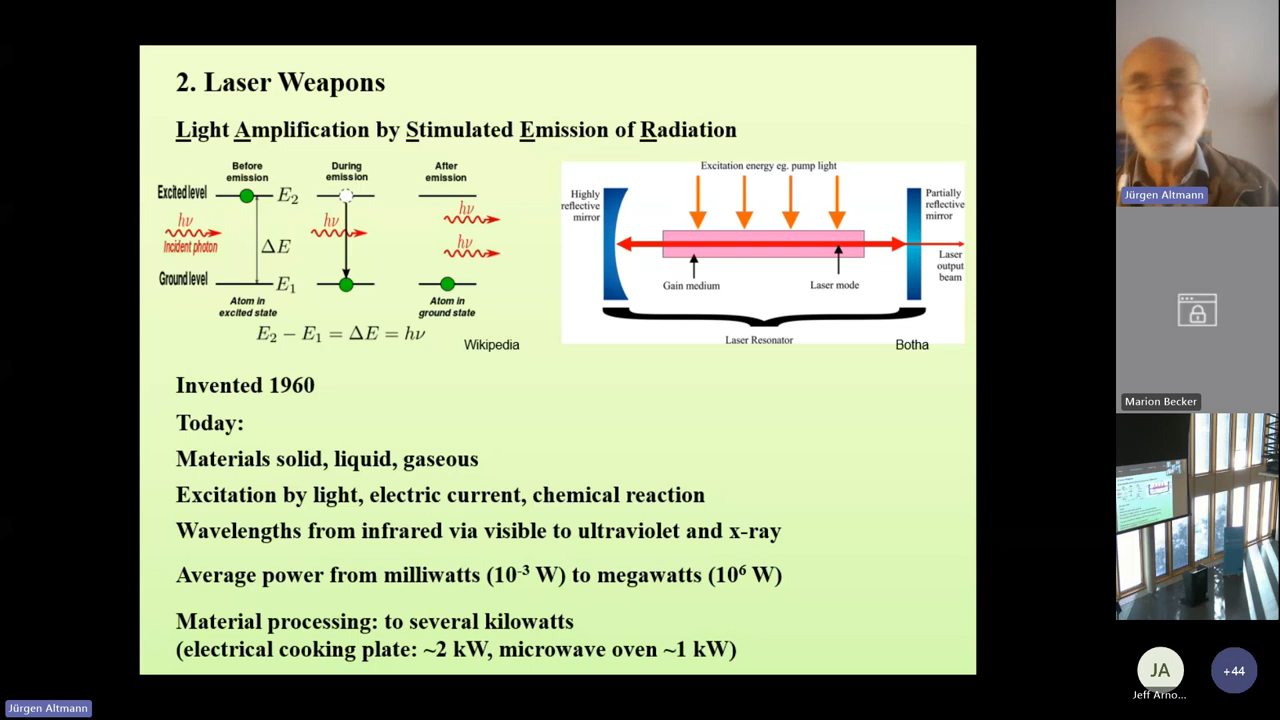 2. Laser Weapons
Light Amplification by Stimulated Emission of Radiation
Before
emission
During
emission
After
emission
Excited level
E2
hν
Incident photon
ΔE
hν
hν
hν
Ground level
E1
Atom in
excited state
Atom in
ground state
E2 − E1 = ΔE = hν
Wikipedia
Excitation energy eg. pump light
Highly
reflective
mirror
Partially
reflective
mirror
Laser
output
beam
Gain medium
Laser mode
Laser Resonator
Botha
Invented 1960
Today:
Materials solid, liquid, gaseous
Excitation by light, electric current, chemical reaction
Wavelengths from infrared via visible to ultraviolet and x-ray
Average power from milliwatts (10⁻³ W) to megawatts (10⁶ W)
Material processing: to several kilowatts
(electrical cooking plate: ~2 kW, microwave oven ~1 kW)
Jürgen Altmann
Marion Becker
JA
Jeff Arno...
+44
Jürgen Altmann